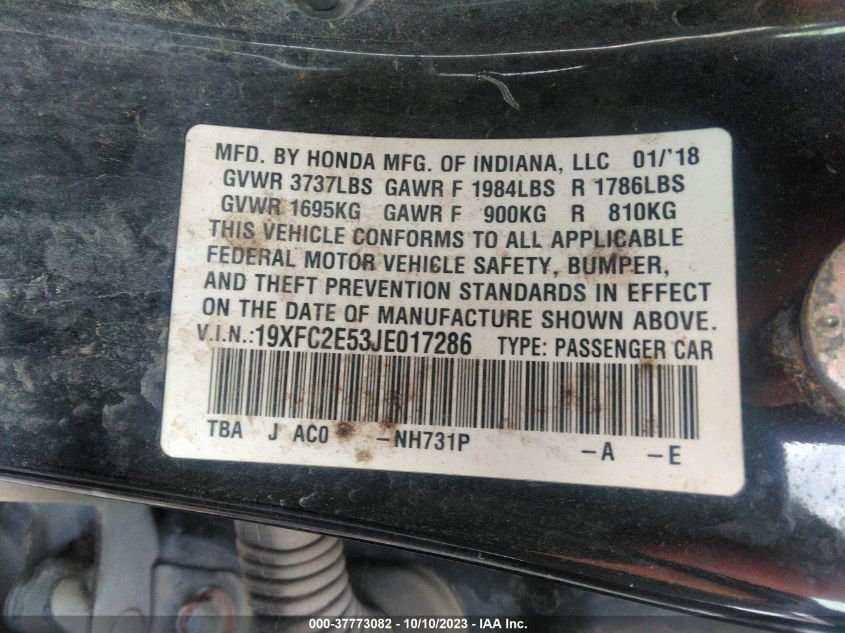 MFD. BY HONDA MFG. OF INDIANA, LLC 01/'18
GVWR 3737LBS GAWR F 1984LBS R 1786LBS
GVWR 1695KG GAWR F 900KG R 810KG
THIS VEHICLE CONFORMS TO ALL APPLICABLE
FEDERAL MOTOR VEHICLE SAFETY, BUMPER,
AND THEFT PREVENTION STANDARDS IN EFFECT
ON THE DATE OF MANUFACTURE SHOWN ABOVE.
V.I.N.:19XFC2E53JE017286 TYPE: PASSENGER CAR
TBA J AC0 -NH731P -A -E
000-37773082 - 10/10/2023 - IAA Inc.